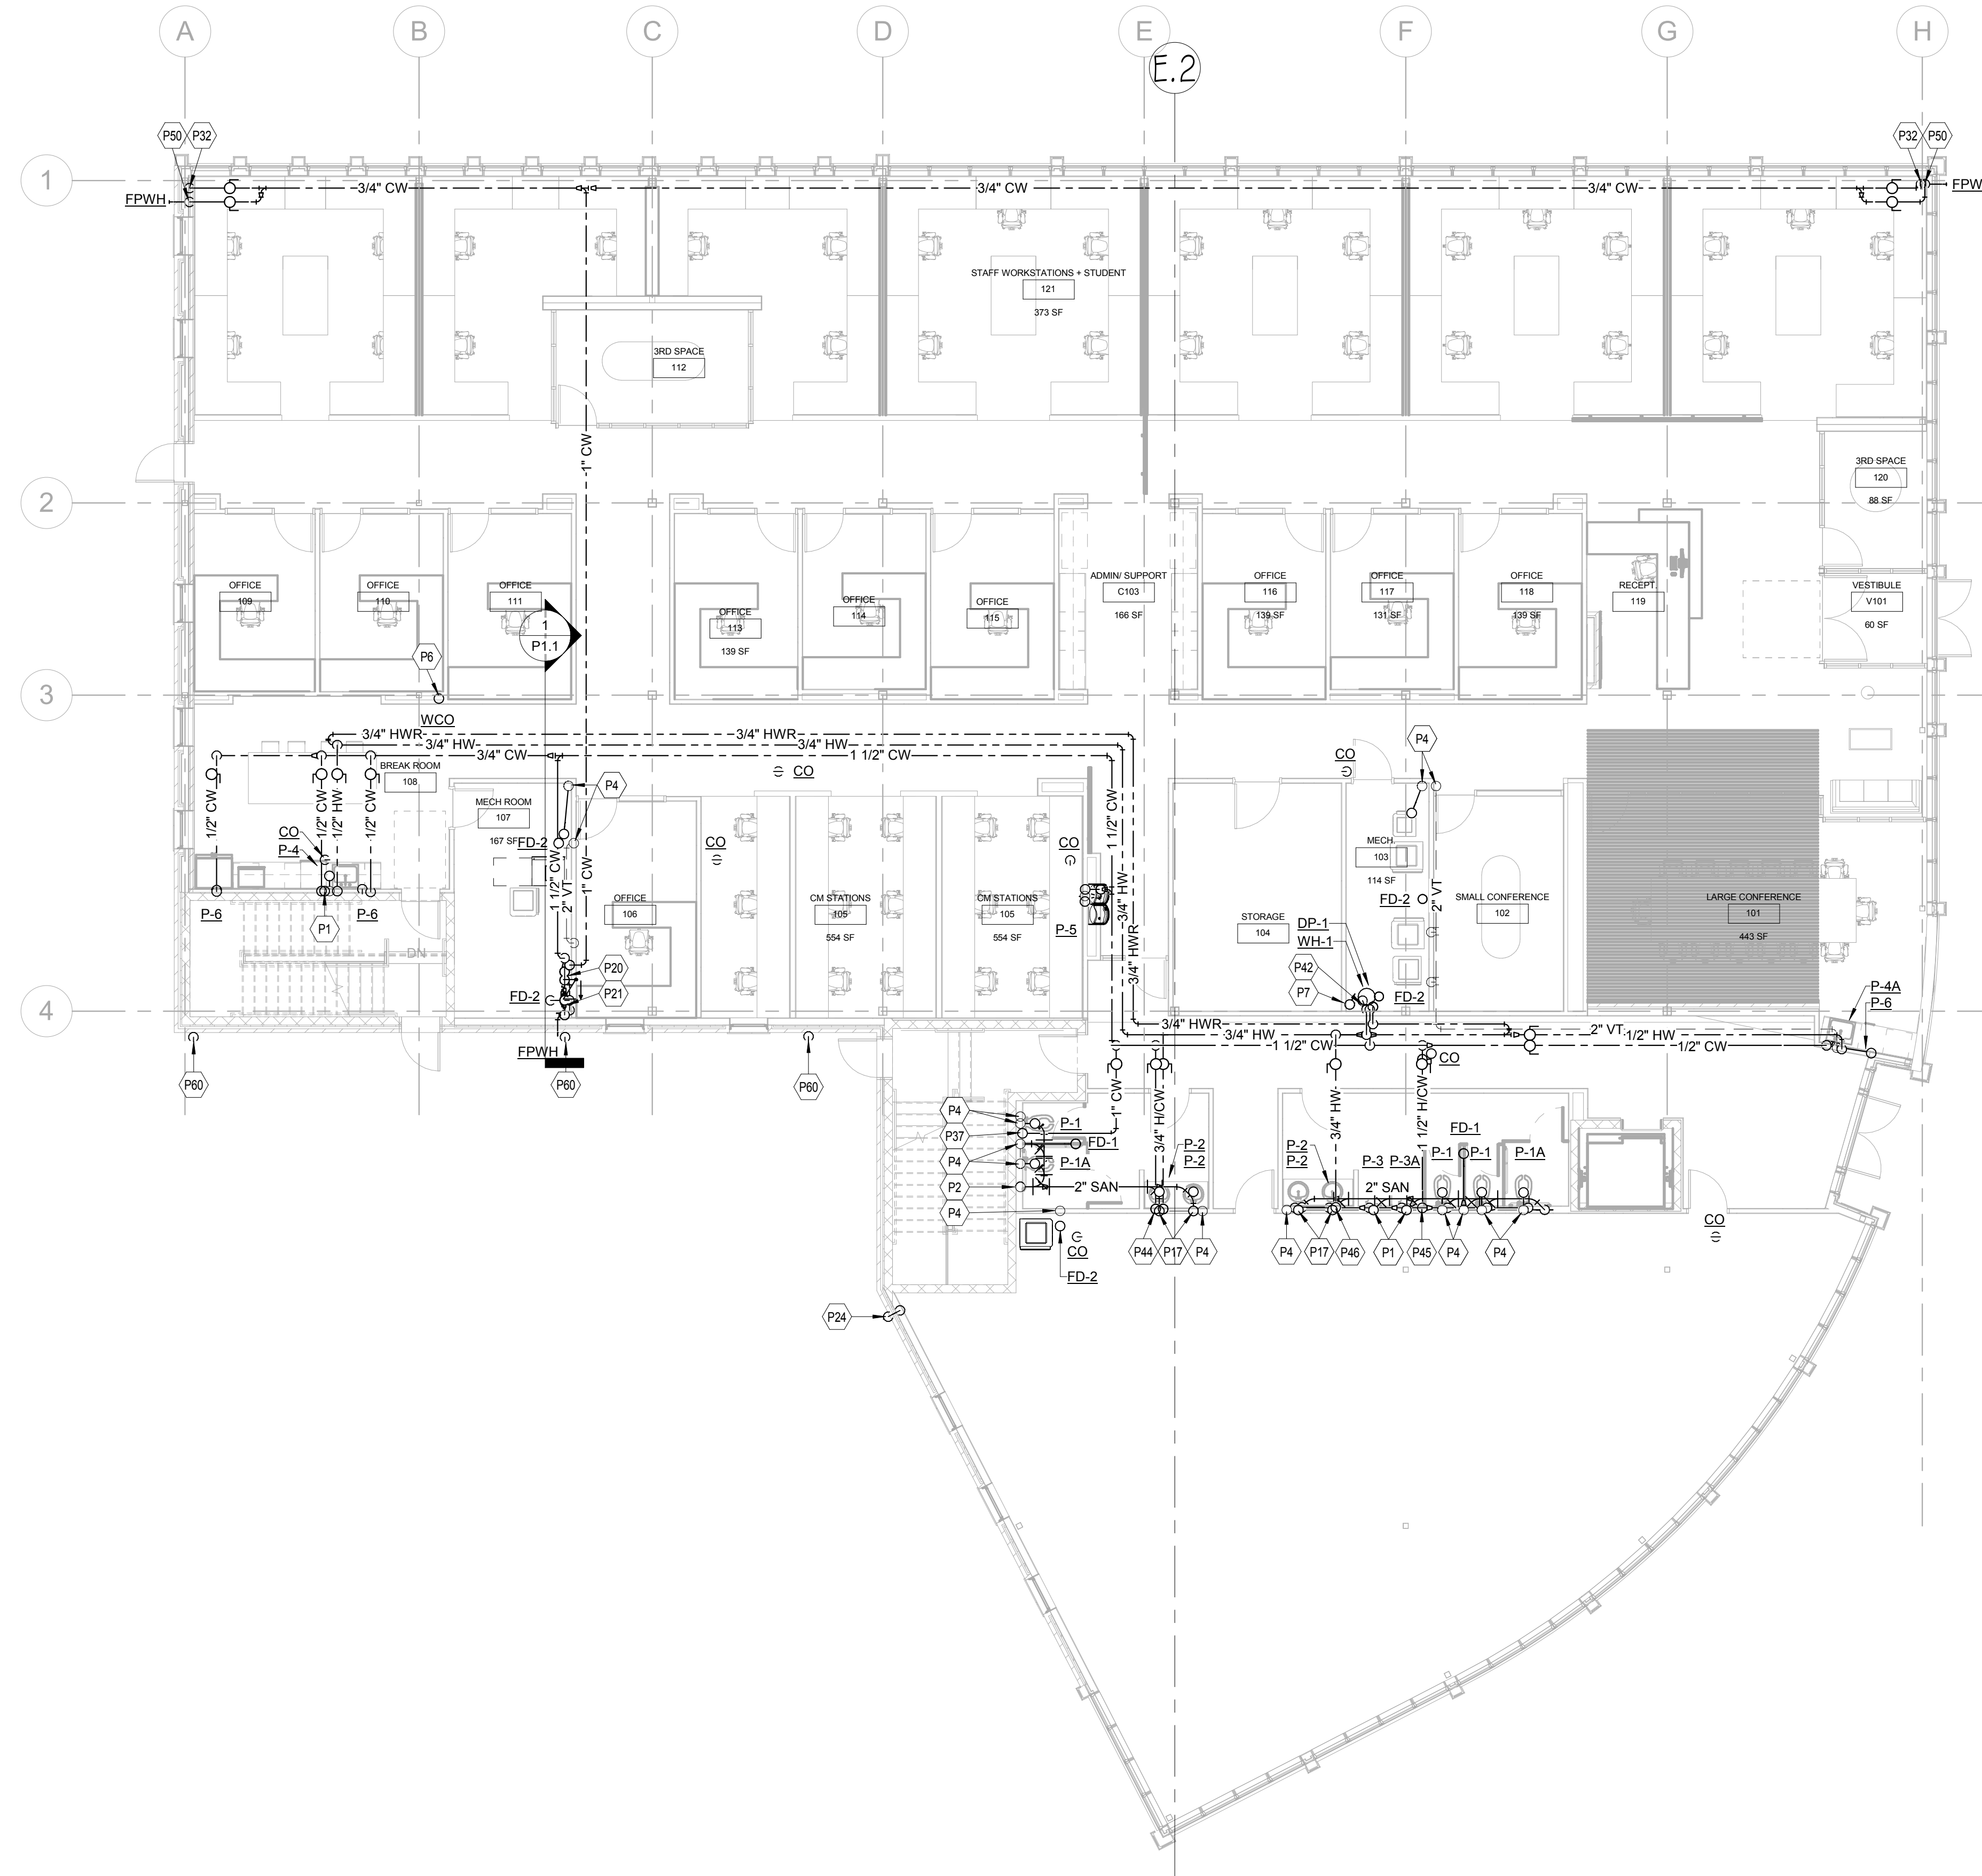 A
B
C
D
E
F
G
H
E.2
P50
P32
P32
P50
1
FPWH
3/4" CW
3/4" CW
3/4" CW
FPW
STAFF WORKSTATIONS + STUDENT
121
373 SF
3RD SPACE
112
1" CW
3RD SPACE
120
88 SF
2
OFFICE
109
OFFICE
110
OFFICE
111
OFFICE
113
139 SF
OFFICE
114
OFFICE
115
ADMIN/ SUPPORT
C103
166 SF
OFFICE
116
139 SF
OFFICE
117
131 SF
OFFICE
118
139 SF
RECEPT.
119
VESTIBULE
V101
60 SF
1
P1.1
P6
3
WCO
3/4" HWR
3/4" HWR
3/4" HW
3/4" HW
3/4" CW
1 1/2" CW
BREAK ROOM
108
CO
CO
P4
P4
MECH ROOM
107
167 SF
FD-2
1/2" CW
1/2" CW
1/2" HW
1/2" CW
CO
P-4
P-6
P-6
P1
DN
1 1/2" CW
2" VT
1" CW
OFFICE
106
CO
CM STATIONS
105
554 SF
CM STATIONS
105
554 SF
CO
P-5
1 1/2" CW
3/4" HW
3/4" HWR
STORAGE
104
MECH.
103
114 SF
FD-2
2" VT
SMALL CONFERENCE
102
LARGE CONFERENCE
101
443 SF
DP-1
WH-1
P42
P7
FD-2
P20
P21
FD-2
P-4A
P-6
4
3/4" HWR
3/4" HW
1 1/2" CW
2" VT
1/2" HW
1/2" CW
CO
FPWH
P60
P60
P60
1" CW
3/4" H/CW
3/4" HW
1 1/2" H/CW
P4
P37
P4
P2
P4
P-1
FD-1
P-1A
2" SAN
P-2
P-2
P-2
P-2
P-3
P-3A
P-1
FD-1
P-1
P-1A
2" SAN
CO
FD-2
P44
P17
P4
P4
P17
P46
P1
P45
P4
P4
CO
P24